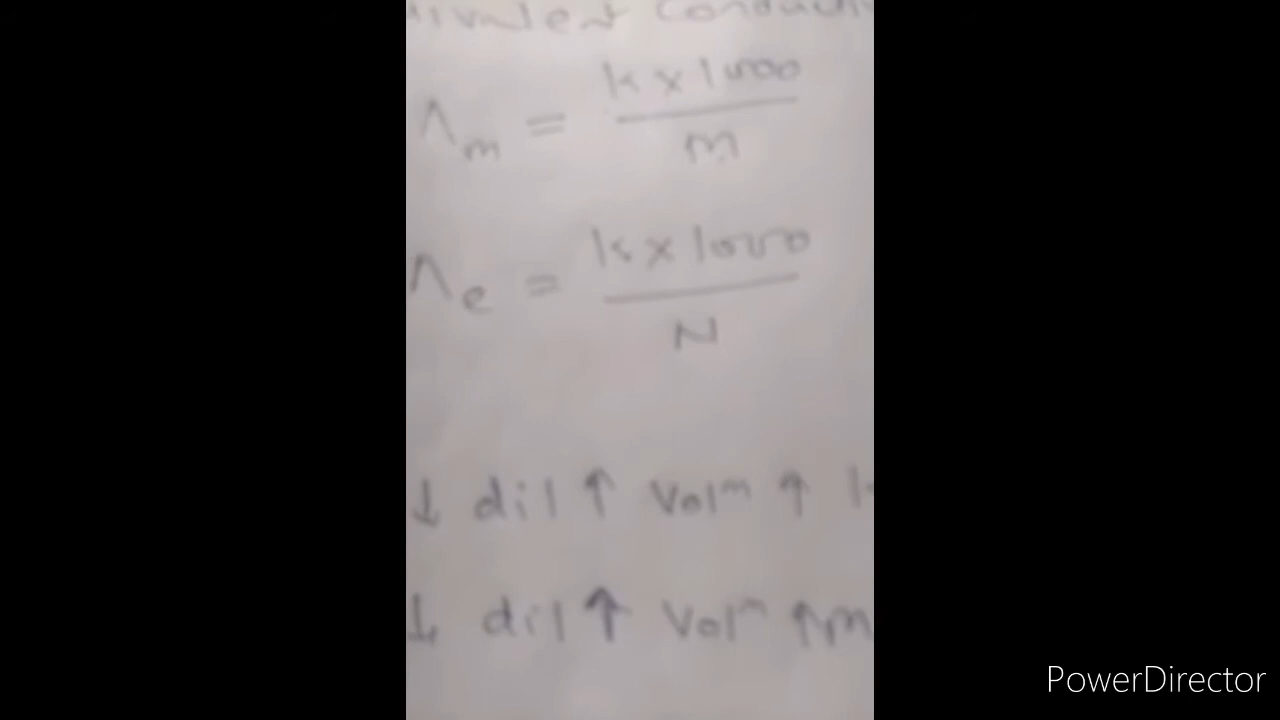 Λm = k x 1000 / m
Λe = k x 1000 / N
↓ dil ↑ Volm ↑
↓ dil ↑ Volm ↑ m
PowerDirector